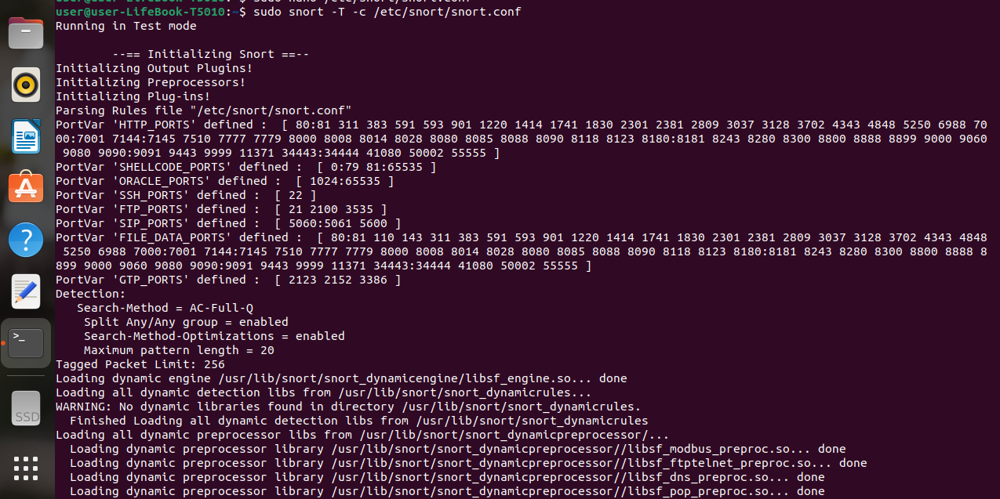 user@user-LifeBook-T5010:~$ sudo nano /etc/snort/snort.conf
user@user-LifeBook-T5010:~$ sudo snort -T -c /etc/snort/snort.conf
Running in Test mode
--== Initializing Snort ==--
Initializing Output Plugins!
Initializing Preprocessors!
Initializing Plug-ins!
Parsing Rules file "/etc/snort/snort.conf"
PortVar 'HTTP_PORTS' defined :  [ 80:81 311 383 591 593 901 1220 1414 1741 1830 2301 2381 2809 3037 3128 3702 4343 4848 5250 6988 70
00:7001 7144:7145 7510 7777 7779 8000 8008 8014 8028 8080 8085 8088 8090 8118 8123 8180:8181 8243 8280 8300 8800 8888 8899 9000 9060
9080 9090:9091 9443 9999 11371 34443:34444 41080 50002 55555 ]
PortVar 'SHELLCODE_PORTS' defined :  [ 0:79 81:65535 ]
PortVar 'ORACLE_PORTS' defined :  [ 1024:65535 ]
PortVar 'SSH_PORTS' defined :  [ 22 ]
PortVar 'FTP_PORTS' defined :  [ 21 2100 3535 ]
PortVar 'SIP_PORTS' defined :  [ 5060:5061 5600 ]
PortVar 'FILE_DATA_PORTS' defined :  [ 80:81 110 143 311 383 591 593 901 1220 1414 1741 1830 2301 2381 2809 3037 3128 3702 4343 4848
5250 6988 7000:7001 7144:7145 7510 7777 7779 8000 8008 8014 8028 8080 8085 8088 8090 8118 8123 8180:8181 8243 8280 8300 8800 8888 8
899 9000 9060 9080 9090:9091 9443 9999 11371 34443:34444 41080 50002 55555 ]
PortVar 'GTP_PORTS' defined :  [ 2123 2152 3386 ]
Detection:
Search-Method = AC-Full-Q
Split Any/Any group = enabled
Search-Method-Optimizations = enabled
Maximum pattern length = 20
Tagged Packet Limit: 256
Loading dynamic engine /usr/lib/snort/snort_dynamicengine/libsf_engine.so... done
Loading all dynamic detection libs from /usr/lib/snort/snort_dynamicrules...
WARNING: No dynamic libraries found in directory /usr/lib/snort/snort_dynamicrules.
Finished Loading all dynamic detection libs from /usr/lib/snort/snort_dynamicrules
Loading all dynamic preprocessor libs from /usr/lib/snort/snort_dynamicpreprocessor/...
Loading dynamic preprocessor library /usr/lib/snort/snort_dynamicpreprocessor//libsf_modbus_preproc.so... done
Loading dynamic preprocessor library /usr/lib/snort/snort_dynamicpreprocessor//libsf_ftptelnet_preproc.so... done
Loading dynamic preprocessor library /usr/lib/snort/snort_dynamicpreprocessor//libsf_dns_preproc.so... done
Loading dynamic preprocessor library /usr/lib/snort/snort_dynamicpreprocessor//libsf_pop_preproc.so... done
SSD